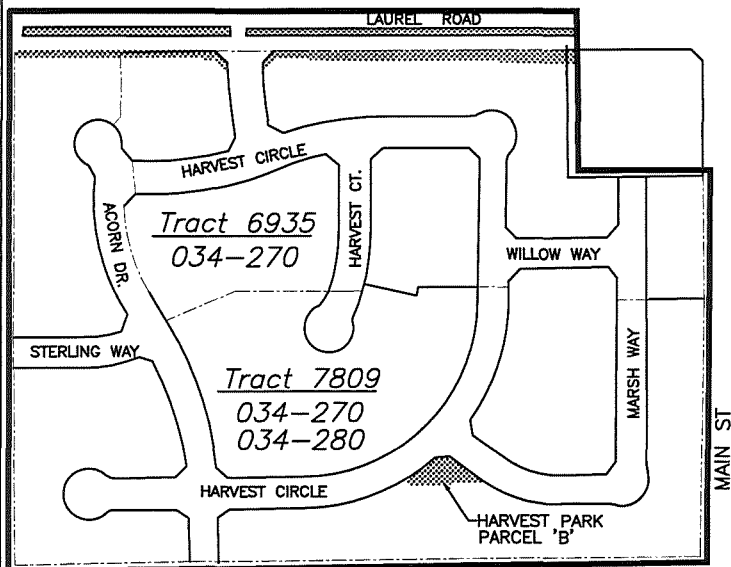 LAUREL ROAD
HARVEST CIRCLE
ACORN DR.
Tract 6935
034-270
HARVEST CT.
WILLOW WAY
STERLING WAY
Tract 7809
034-270
034-280
MARSH WAY
MAIN ST
HARVEST CIRCLE
HARVEST PARK
PARCEL 'B'